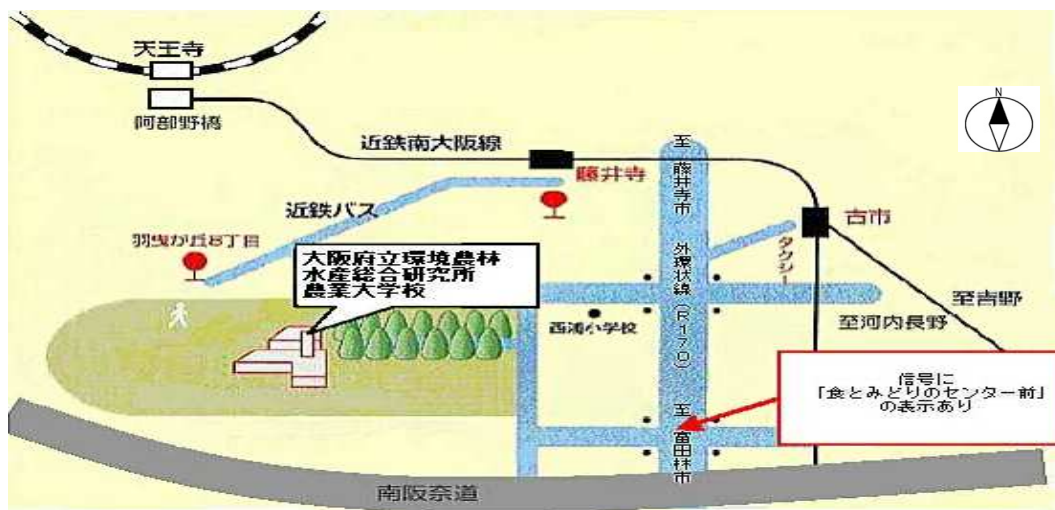 天王寺
N
阿部野橋
近鉄南大阪線
至 藤井寺市
藤井寺
近鉄バス
古市
羽曳が丘8丁目
大阪府立環境農林
水産総合研究所
農業大学校
外環状線(R170)
タクシー
至吉野
西浦小学校
至河内長野
信号に
「食とみどりのセンター前」
の表示あり
至 富田林市
南阪奈道